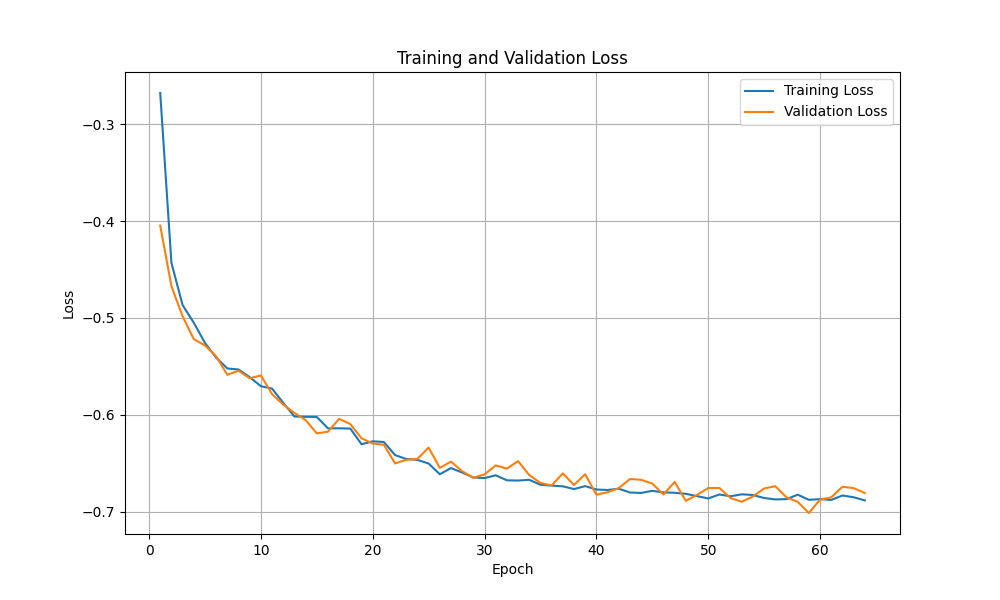 Training and Validation Loss
Training Loss
Validation Loss
−0.3
−0.4
−0.5
−0.6
−0.7
Loss
0
10
20
30
40
50
60
Epoch